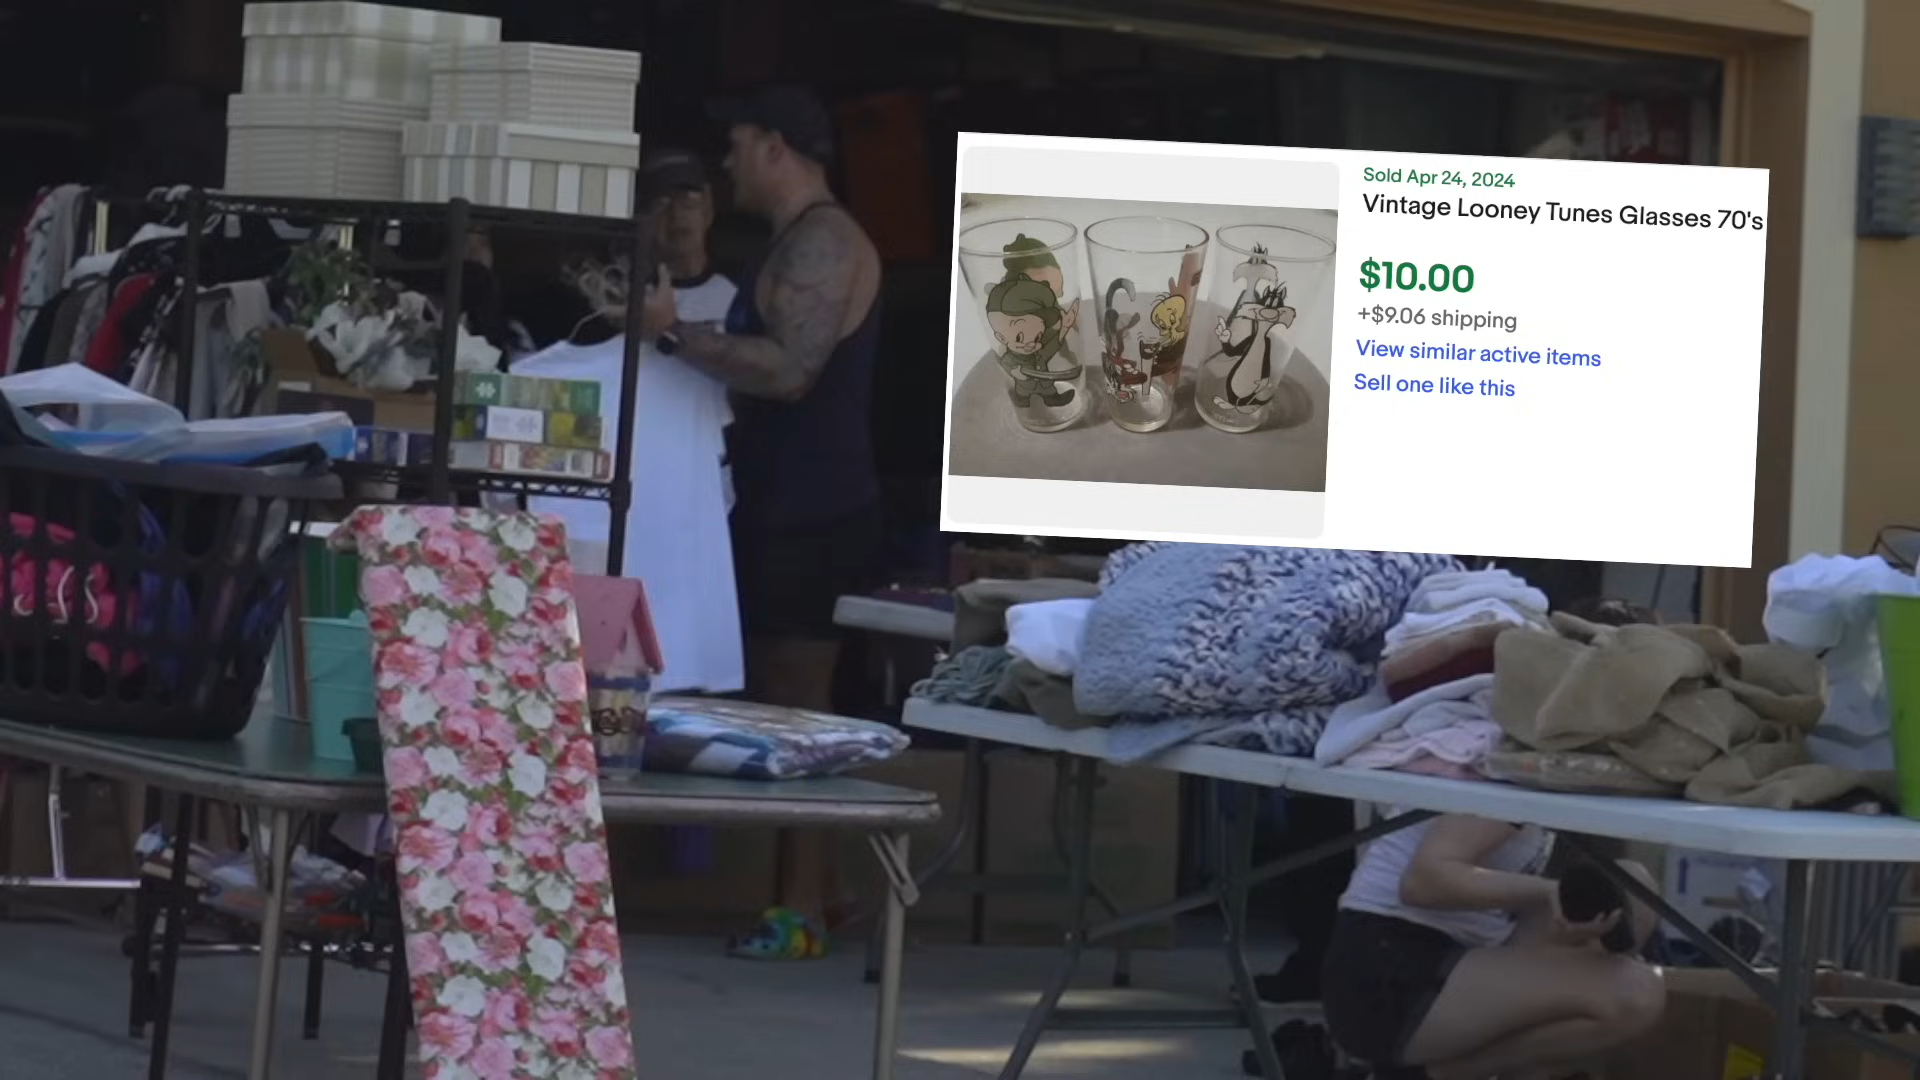 Sold Apr 24, 2024
Vintage Looney Tunes Glasses 70's
$10.00
+$9.06 shipping
View similar active items
Sell one like this